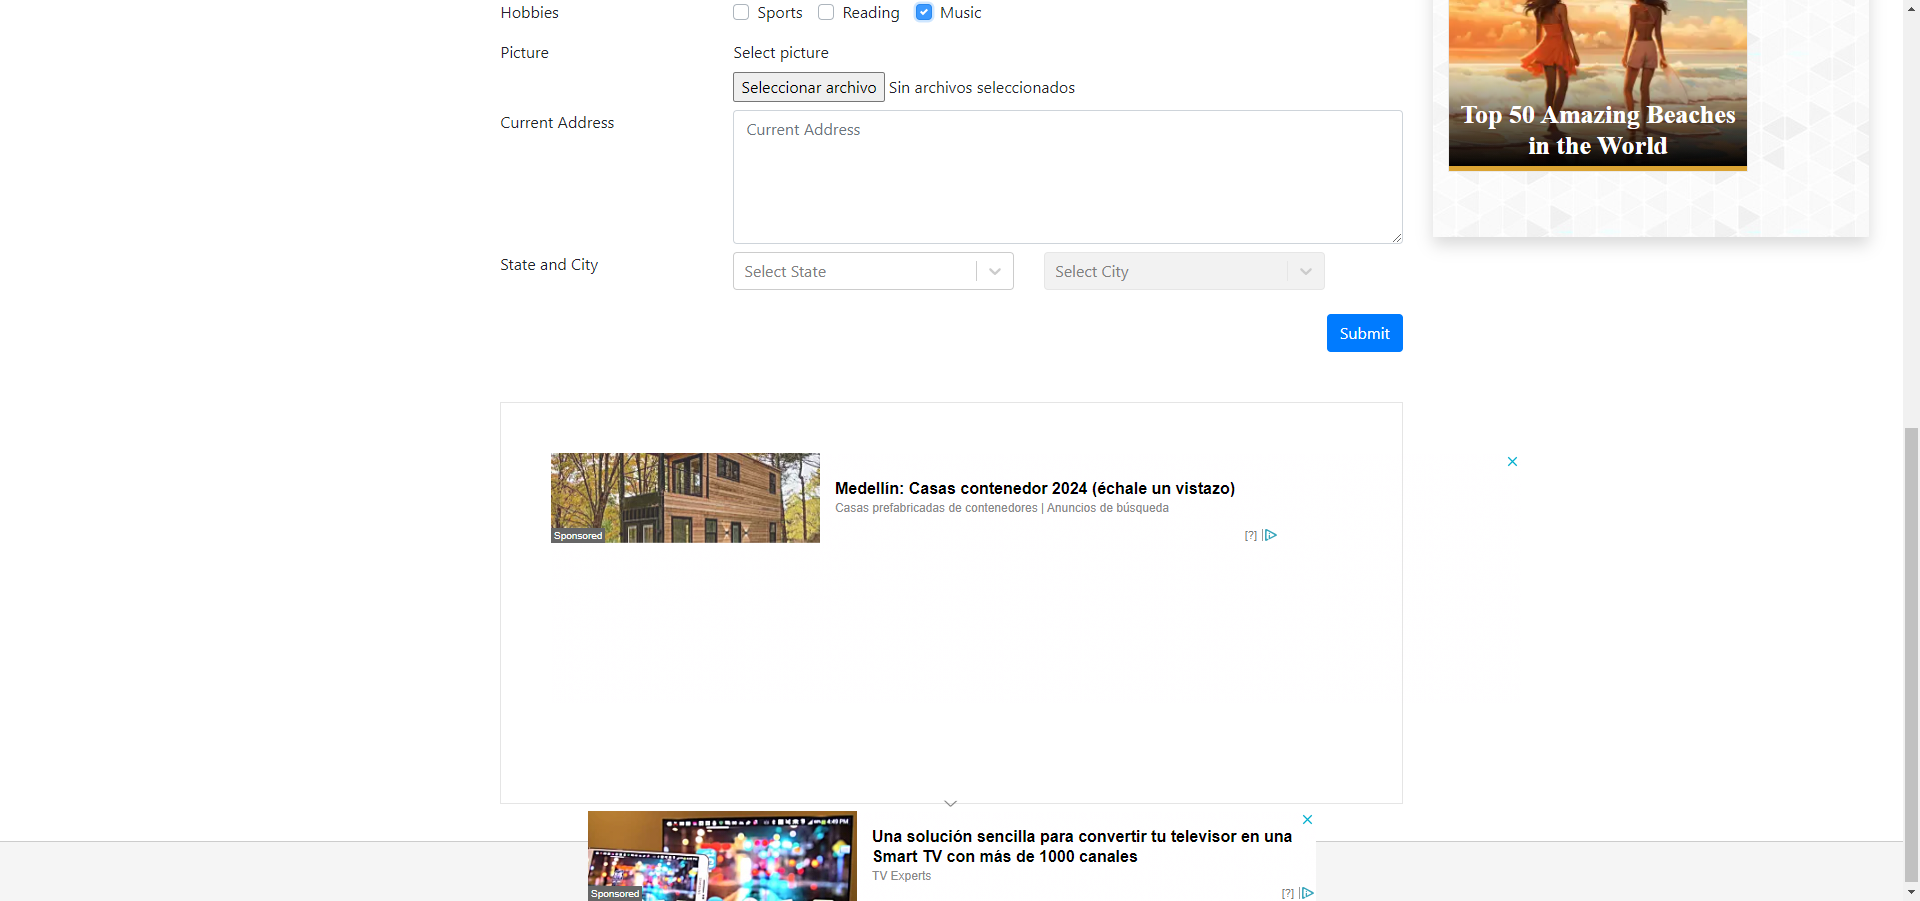 Hobbies
Sports Reading Music
Picture
Select picture
Seleccionar archivo Sin archivos seleccionados
Current Address
Current Address
State and City
Select State
Select City
Submit
Top 50 Amazing Beaches
in the World
Medellín: Casas contenedor 2024 (échale un vistazo)
Casas prefabricadas de contenedores | Anuncios de búsqueda
Sponsored
[?]
Una solución sencilla para convertir tu televisor en una
Smart TV con más de 1000 canales
TV Experts
Sponsored
[?]